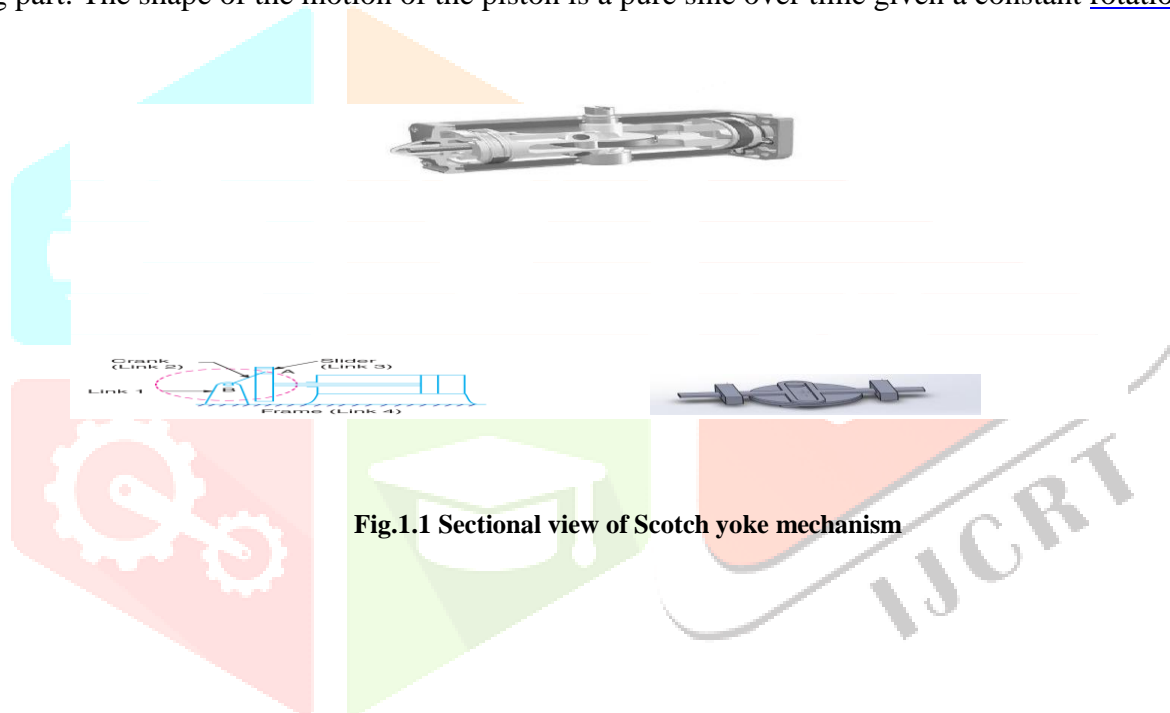 g part. The shape of the motion of the piston is a pure sine over time given a constant rotatio
Crank
(Link 2)
Slider
(Link 3)
A
B
Link 1
Frame (Link 4)
Fig.1.1 Sectional view of Scotch yoke mechanism
IJCRT